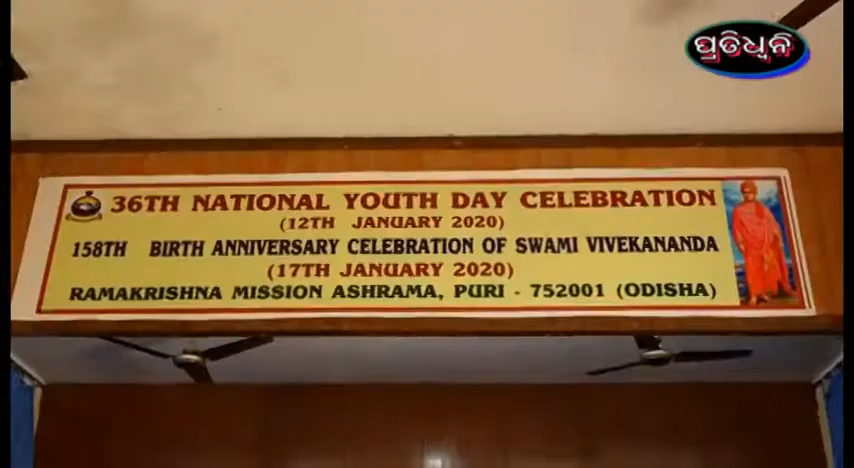 ପ୍ରତିଧ୍ୱନି
36TH NATIONAL YOUTH DAY CELEBRATION
(12TH JANUARY 2020)
158TH BIRTH ANNIVERSARY CELEBRATION OF SWAMI VIVEKANANDA
(17TH JANUARY 2020)
RAMAKRISHNA MISSION ASHRAMA, PURI - 752001 (ODISHA)